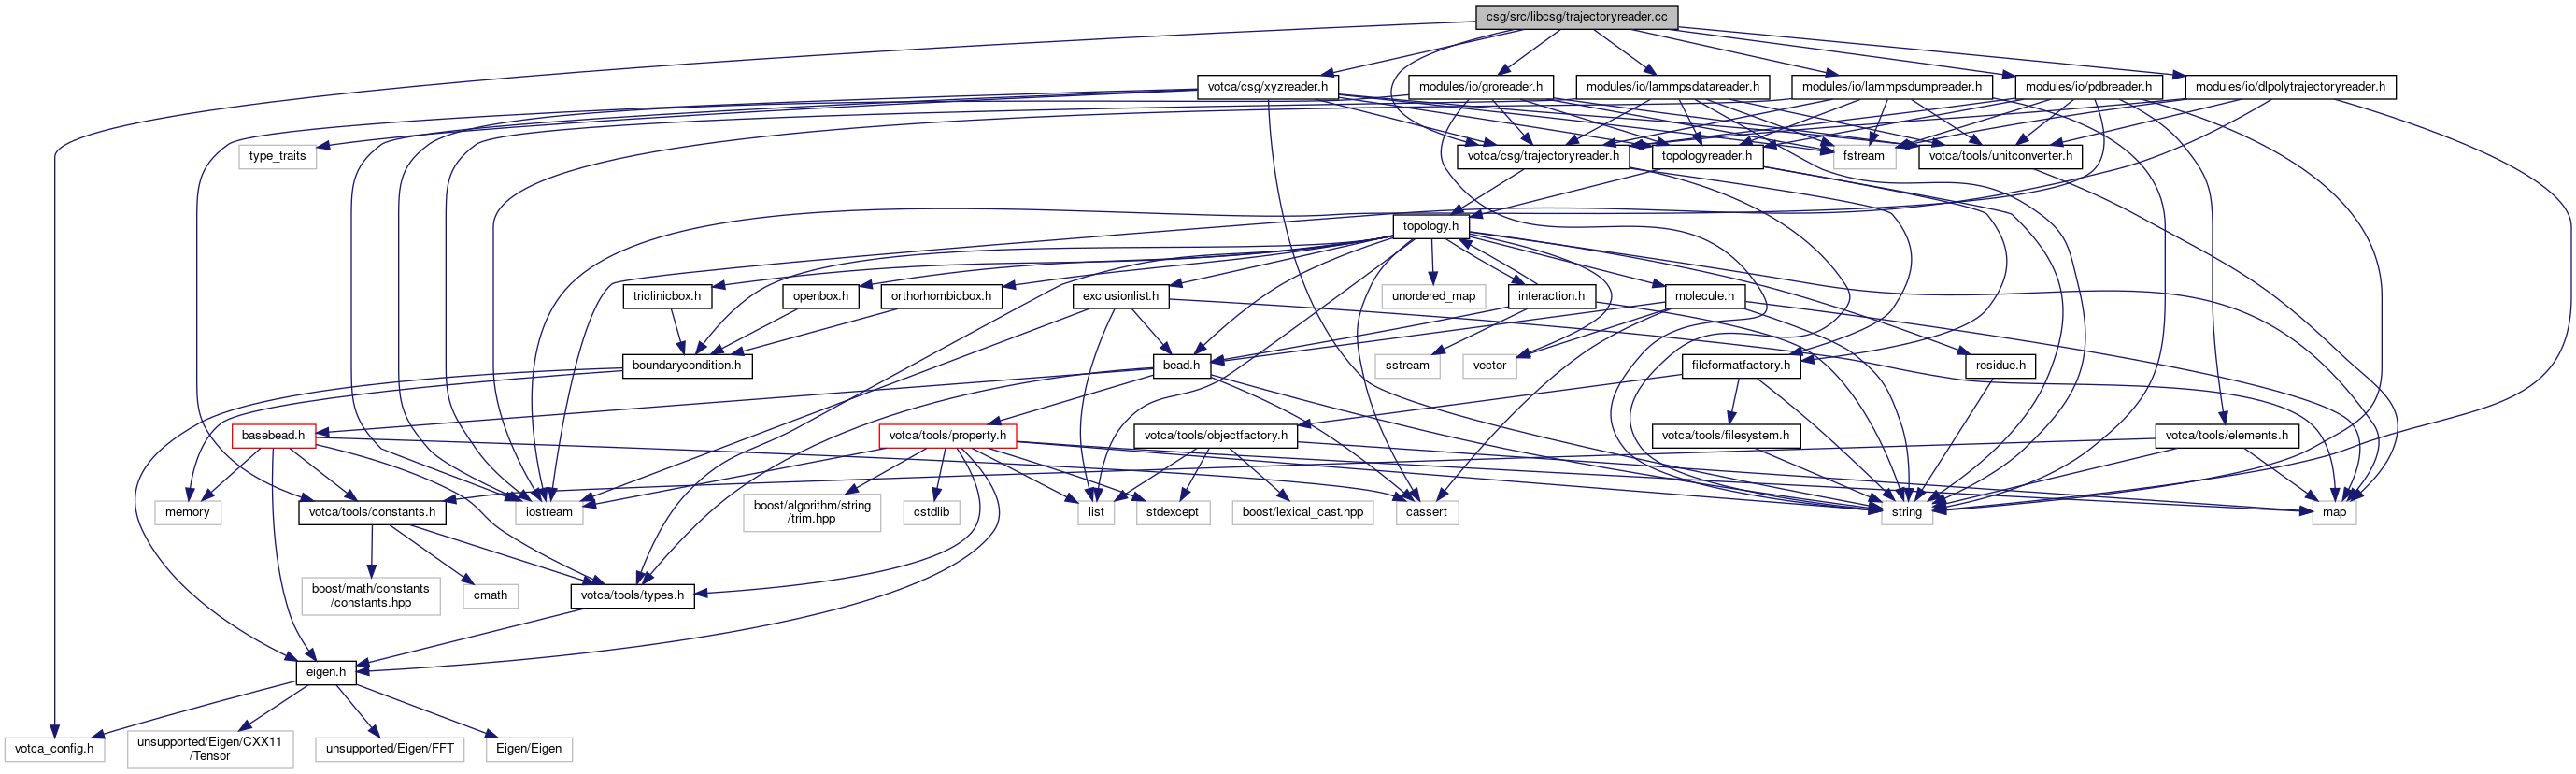 csg/src/libcsg/trajectoryreader.cc
votca/csg/xyzreader.h
modules/io/groreader.h
modules/io/lammpsdatareader.h
modules/io/lammpsdumpreader.h
modules/io/pdbreader.h
modules/io/dlpolytrajectoryreader.h
type_traits
votca/csg/trajectoryreader.h
topologyreader.h
fstream
votca/tools/unitconverter.h
topology.h
triclinicbox.h
openbox.h
orthorhombicbox.h
exclusionlist.h
unordered_map
interaction.h
molecule.h
boundarycondition.h
bead.h
sstream
vector
fileformatfactory.h
residue.h
basebead.h
votca/tools/property.h
votca/tools/objectfactory.h
votca/tools/filesystem.h
votca/tools/elements.h
memory
votca/tools/constants.h
iostream
boost/algorithm/string
/trim.hpp
cstdlib
list
stdexcept
boost/lexical_cast.hpp
cassert
string
map
boost/math/constants
/constants.hpp
cmath
votca/tools/types.h
eigen.h
votca_config.h
unsupported/Eigen/CXX11
/Tensor
unsupported/Eigen/FFT
Eigen/Eigen